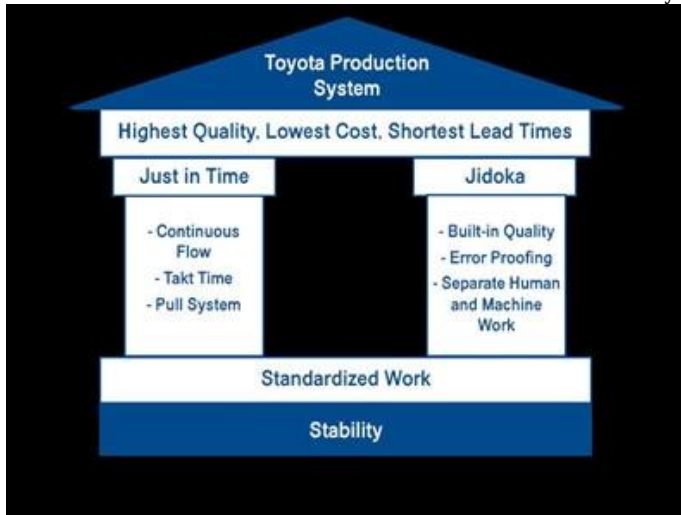 Toyota Production
System
Highest Quality, Lowest Cost, Shortest Lead Times
Just in Time
- Continuous
Flow
- Takt Time
- Pull System
Jidoka
- Built-in Quality
- Error Proofing
- Separate Human
and Machine
Work
Standardized Work
Stability